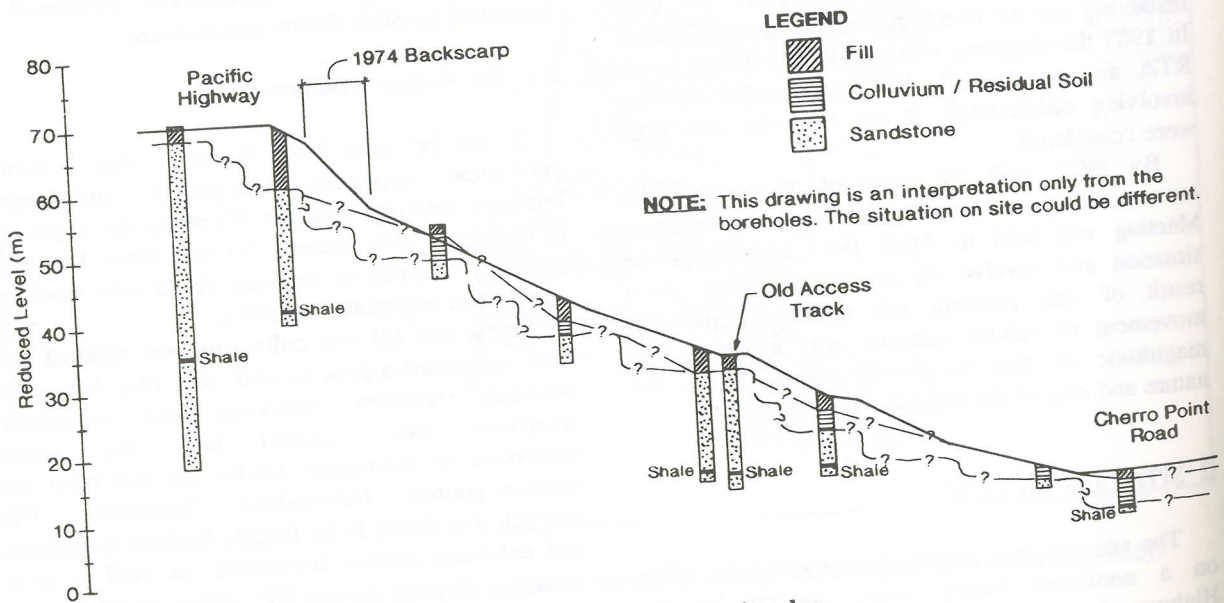 LEGEND
Fill
Colluvium / Residual Soil
Sandstone
NOTE: This drawing is an interpretation only from the
boreholes. The situation on site could be different.
1974 Backscarp
Pacific
Highway
Old Access
Track
Cherro Point
Road
Reduced Level (m)
80
70
60
50
40
30
20
10
0
Shale
Shale
Shale
Shale
Shale
Shale
? ? ? ? ? ? ? ? ? ? ? ? ? ? ? ? ? ? ? ? ? ? ? ? ? ? ? ?